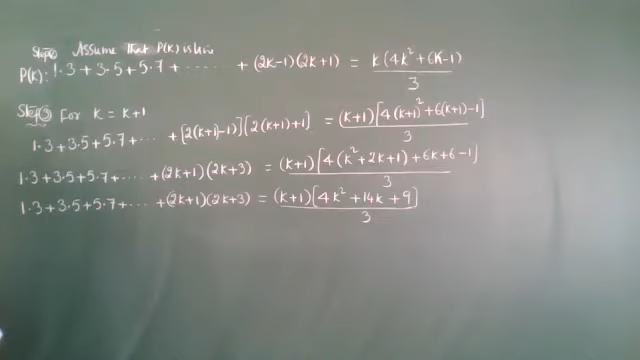 Step② Assume that P(K) is true
P(K): 1·3+3·5+5·7+ ······ + (2k-1)(2k+1) = k(4k²+6k-1)/3
Step③ For k = k+1
1·3+3·5+5·7+ ··· + [2(k+1)-1)][2(k+1)+1] = (k+1)[4(k+1)²+6(k+1)-1]/3
1·3+3·5+5·7+ ··· +(2k+1)(2k+3) = (k+1)[4(k²+2k+1)+6k+6-1]/3
1·3+3·5+5·7+ ··· +(2k+1)(2k+3) = (k+1)[4k²+14k+9]/3